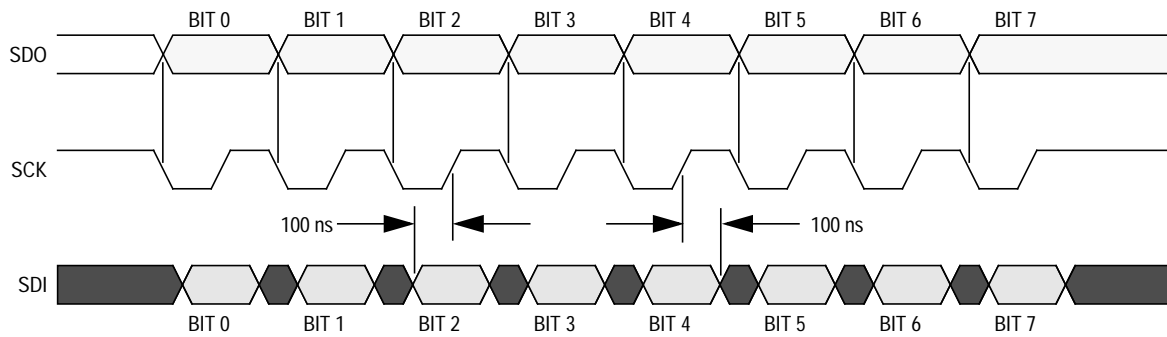 BIT 0 BIT 1 BIT 2 BIT 3 BIT 4 BIT 5 BIT 6 BIT 7
SDO
SCK
100 ns 100 ns
SDI
BIT 0 BIT 1 BIT 2 BIT 3 BIT 4 BIT 5 BIT 6 BIT 7